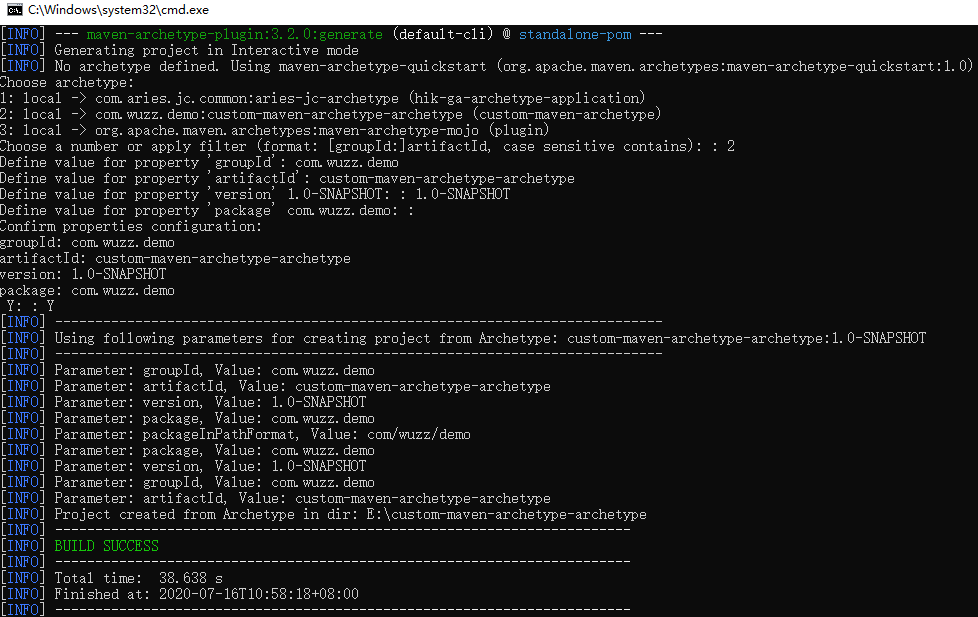 C:\Windows\system32\cmd.exe
[INFO] --- maven-archetype-plugin:3.2.0:generate (default-cli) @ standalone-pom ---
[INFO] Generating project in Interactive mode
[INFO] No archetype defined. Using maven-archetype-quickstart (org.apache.maven.archetypes:maven-archetype-quickstart:1.0)
Choose archetype:
1: local -> com.aries.jc.common:aries-jc-archetype (hik-ga-archetype-application)
2: local -> com.wuzz.demo:custom-maven-archetype-archetype (custom-maven-archetype)
3: local -> org.apache.maven.archetypes:maven-archetype-mojo (plugin)
Choose a number or apply filter (format: [groupId:]artifactId, case sensitive contains): : 2
Define value for property 'groupId': com.wuzz.demo
Define value for property 'artifactId': custom-maven-archetype-archetype
Define value for property 'version' 1.0-SNAPSHOT: : 1.0-SNAPSHOT
Define value for property 'package' com.wuzz.demo: :
Confirm properties configuration:
groupId: com.wuzz.demo
artifactId: custom-maven-archetype-archetype
version: 1.0-SNAPSHOT
package: com.wuzz.demo
 Y: : Y
[INFO] ----------------------------------------------------------------------------
[INFO] Using following parameters for creating project from Archetype: custom-maven-archetype-archetype:1.0-SNAPSHOT
[INFO] ----------------------------------------------------------------------------
[INFO] Parameter: groupId, Value: com.wuzz.demo
[INFO] Parameter: artifactId, Value: custom-maven-archetype-archetype
[INFO] Parameter: version, Value: 1.0-SNAPSHOT
[INFO] Parameter: package, Value: com.wuzz.demo
[INFO] Parameter: packageInPathFormat, Value: com/wuzz/demo
[INFO] Parameter: package, Value: com.wuzz.demo
[INFO] Parameter: version, Value: 1.0-SNAPSHOT
[INFO] Parameter: groupId, Value: com.wuzz.demo
[INFO] Parameter: artifactId, Value: custom-maven-archetype-archetype
[INFO] Project created from Archetype in dir: E:\custom-maven-archetype-archetype
[INFO] ------------------------------------------------------------------------
[INFO] BUILD SUCCESS
[INFO] ------------------------------------------------------------------------
[INFO] Total time:  38.638 s
[INFO] Finished at: 2020-07-16T10:58:18+08:00
[INFO] ------------------------------------------------------------------------